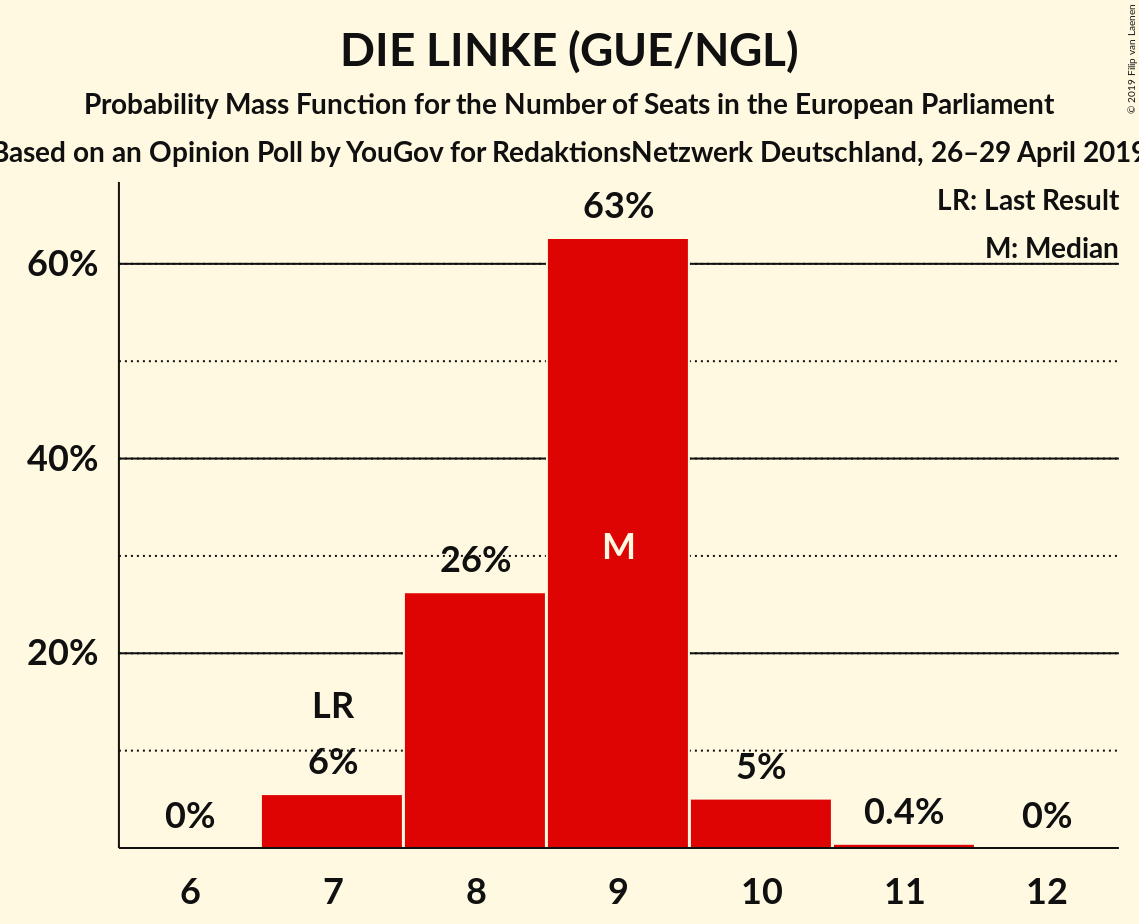 DIE LINKE (GUE/NGL)
Probability Mass Function for the Number of Seats in the European Parliament
Based on an Opinion Poll by YouGov for RedaktionsNetzwerk Deutschland, 26–29 April 2019
© 2019 Filip van Laenen
LR: Last Result
M: Median
63%
60%
40%
M
26%
20%
LR
6%
5%
0%
0.4%
0%
6 7 8 9 10 11 12